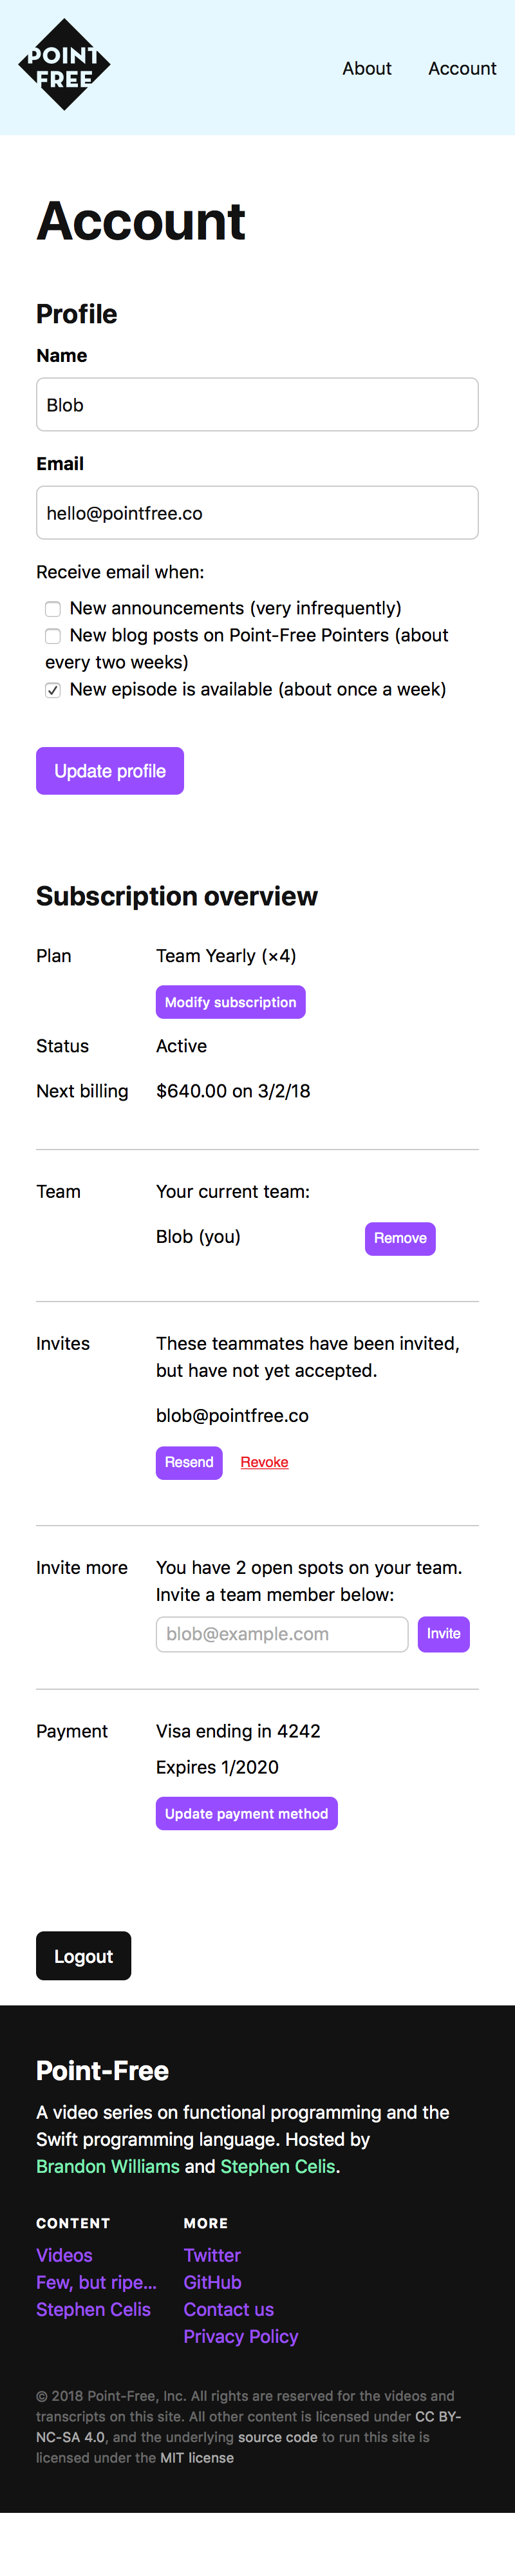 POINT
FREE
About
Account
Account
Profile
Name
Blob
Email
hello@pointfree.co
Receive email when:
New announcements (very infrequently)
New blog posts on Point-Free Pointers (about
every two weeks)
New episode is available (about once a week)
Update profile
Subscription overview
Plan
Team Yearly (×4)
Modify subscription
Status
Active
Next billing
$640.00 on 3/2/18
Team
Your current team:
Blob (you)
Remove
Invites
These teammates have been invited,
but have not yet accepted.
blob@pointfree.co
Resend
Revoke
Invite more
You have 2 open spots on your team.
Invite a team member below:
blob@example.com
Invite
Payment
Visa ending in 4242
Expires 1/2020
Update payment method
Logout
Point-Free
A video series on functional programming and the
Swift programming language. Hosted by
Brandon Williams and Stephen Celis.
CONTENT
Videos
Few, but ripe...
Stephen Celis
MORE
Twitter
GitHub
Contact us
Privacy Policy
© 2018 Point-Free, Inc. All rights are reserved for the videos and
transcripts on this site. All other content is licensed under CC BY-
NC-SA 4.0, and the underlying source code to run this site is
licensed under the MIT license